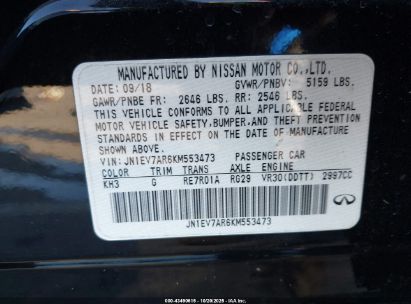 MANUFACTURED BY NISSAN MOTOR CO.,LTD.
DATE: 09/18 GVWR/PNBV: 5159 LBS.
GAWR/PNBE FR: 2646 LBS. RR: 2546 LBS.
THIS VEHICLE CONFORMS TO ALL APPLICABLE FEDERAL
MOTOR VEHICLE SAFETY, BUMPER, AND THEFT PREVENTION
STANDARDS IN EFFECT ON THE DATE OF MANUFACTURE
SHOWN ABOVE.
VIN: JN1EV7AR6KM553473 PASSENGER CAR
COLOR TRIM TRANS AXLE ENGINE
KH3 G RE7R01A RG29 VR30(DDTT) 2997CC
JN1EV7AR6KM553473
INFINITI